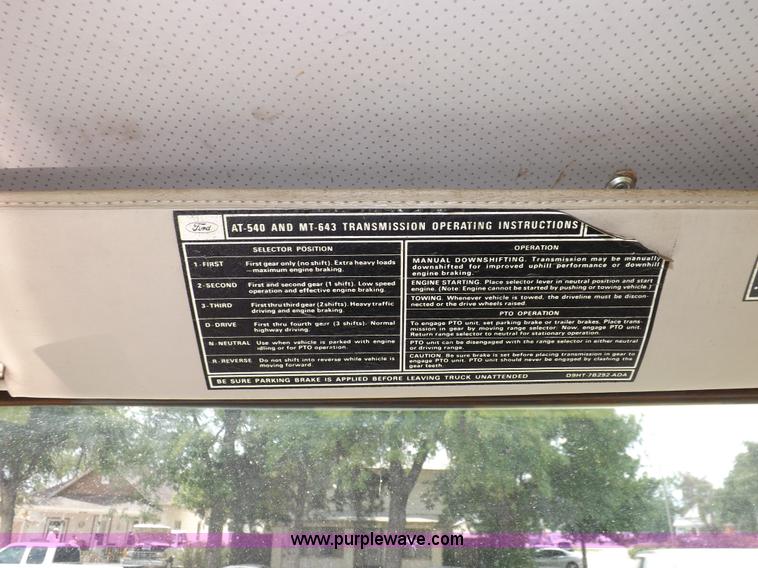 Ford
AT-540 AND MT-643 TRANSMISSION OPERATING INSTRUCTIONS
SELECTOR POSITION
1-FIRST First gear only (no shift). Extra heavy loads
—maximum engine braking.
2-SECOND First and second gear (1 shift). Low speed
operation and effective engine braking.
3-THIRD First thru third gear (2 shifts). Heavy traffic
driving and engine braking.
D-DRIVE First thru fourth gear (3 shifts). Normal
highway driving.
N-NEUTRAL Use when vehicle is parked with engine
idling or for PTO operation.
R-REVERSE Do not shift into reverse while vehicle is
moving forward.
OPERATION
MANUAL DOWNSHIFTING. Transmission may be manually
downshifted for improved uphill performance or downhill
engine braking.
ENGINE STARTING. Place selector lever in neutral position and start
engine. (Note: Engine cannot be started by pushing or towing vehicle.)
TOWING. Whenever vehicle is towed, the driveline must be discon-
nected or the drive wheels raised.
PTO OPERATION
To engage PTO unit, set parking brake or trailer brakes. Place trans-
mission in gear by moving range selector. Now, engage PTO unit.
Return range selector to neutral for stationary operation.
PTO unit can be disengaged with the range selector in either neutral
or driving range.
CAUTION. Be sure brake is set before placing transmission in gear to
engage PTO unit. PTO unit should never be engaged by clashing the
gear teeth.
BE SURE PARKING BRAKE IS APPLIED BEFORE LEAVING TRUCK UNATTENDED D9HT-7B292-ADA
www.purplewave.com